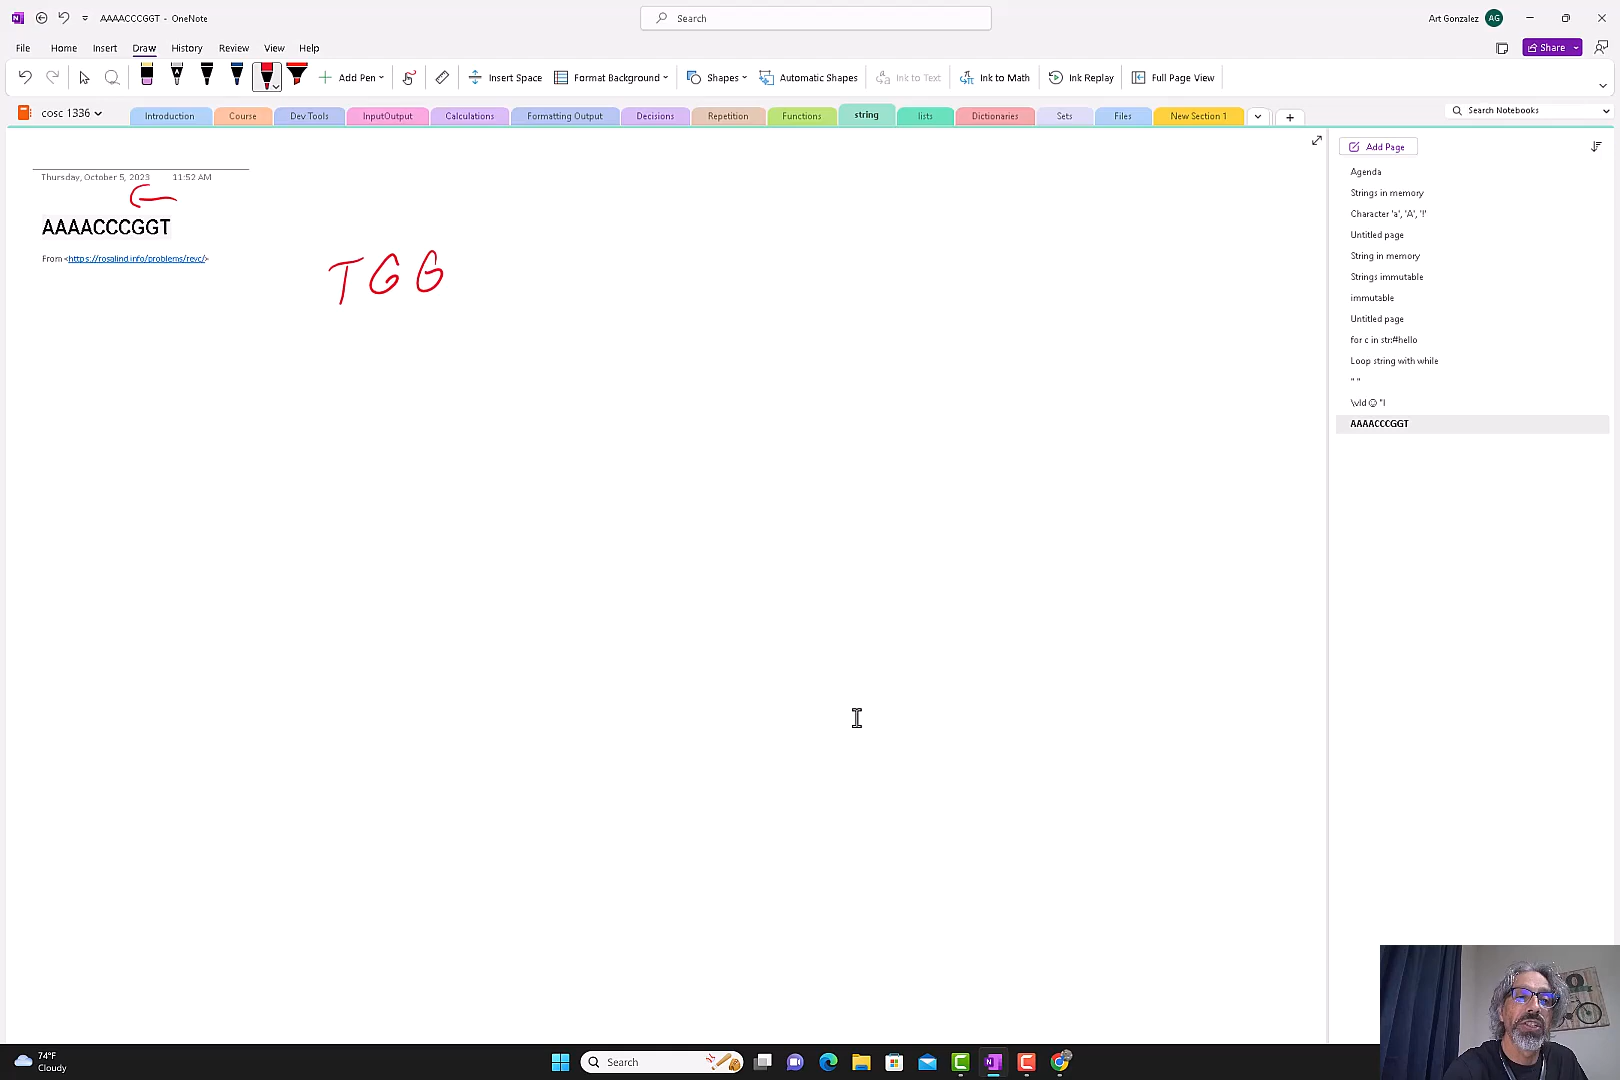 AAAACCCGGT - OneNote
Search
Art Gonzalez AG
File Home Insert Draw History Review View Help
Share
Add Pen Insert Space Format Background Shapes Automatic Shapes Ink to Text Ink to Math Ink Replay Full Page View
cosc 1336 Introduction Course Dev Tools InputOutput Calculations Formatting Output Decisions Repetition Functions string lists Dictionaries Sets Files New Section 1 + Search Notebooks
Thursday, October 5, 2023 11:52 AM
AAAACCCGGT
From <https://rosalind.info/problems/revc/>
T G G
Add Page
Agenda
Strings in memory
Character 'a', 'A', '!'
Untitled page
String in memory
Strings immutable
immutable
Untitled page
for c in str:#hello
Loop string with while
" "
AAAACCCGGT
74°F
Cloudy
Search